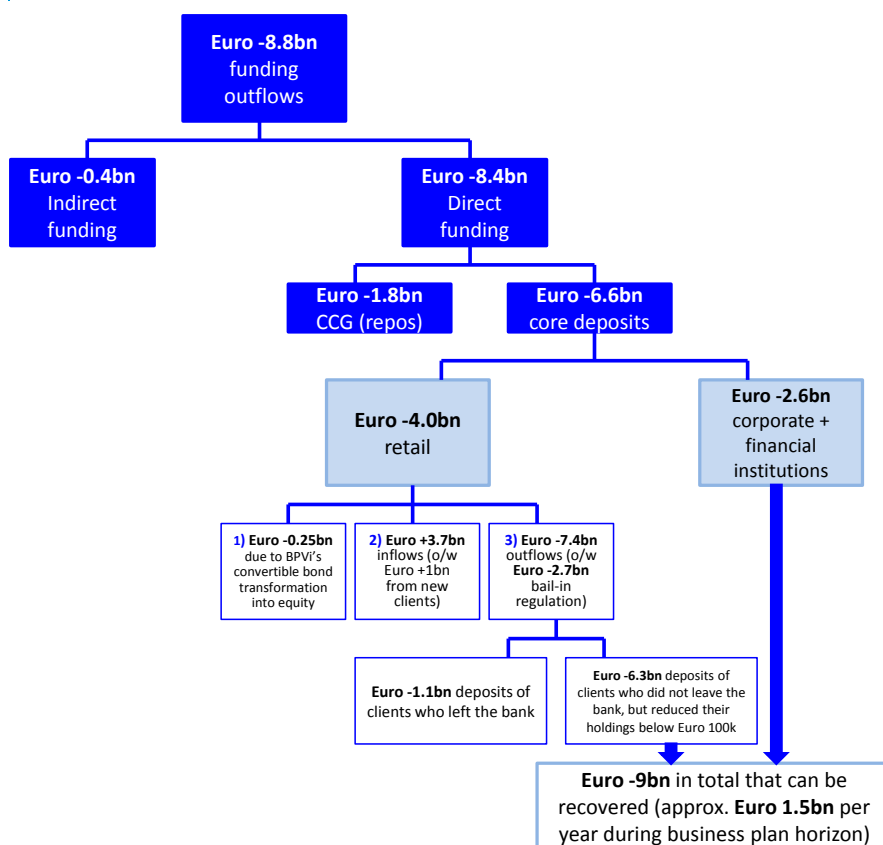 Euro -8.8bn
funding
outflows
Euro -0.4bn
Indirect
funding
Euro -8.4bn
Direct
funding
Euro -1.8bn
CCG (repos)
Euro -6.6bn
core deposits
Euro -4.0bn
retail
Euro -2.6bn
corporate +
financial
institutions
1) Euro -0.25bn
due to BPVi's
convertible bond
transformation
into equity
2) Euro +3.7bn
inflows (o/w
Euro +1bn
from new
clients)
3) Euro -7.4bn
outflows (o/w
Euro -2.7bn
bail-in
regulation)
Euro -1.1bn deposits of
clients who left the bank
Euro -6.3bn deposits of
clients who did not leave the
bank, but reduced their
holdings below Euro 100k
Euro -9bn in total that can be
recovered (approx. Euro 1.5bn per
year during business plan horizon)